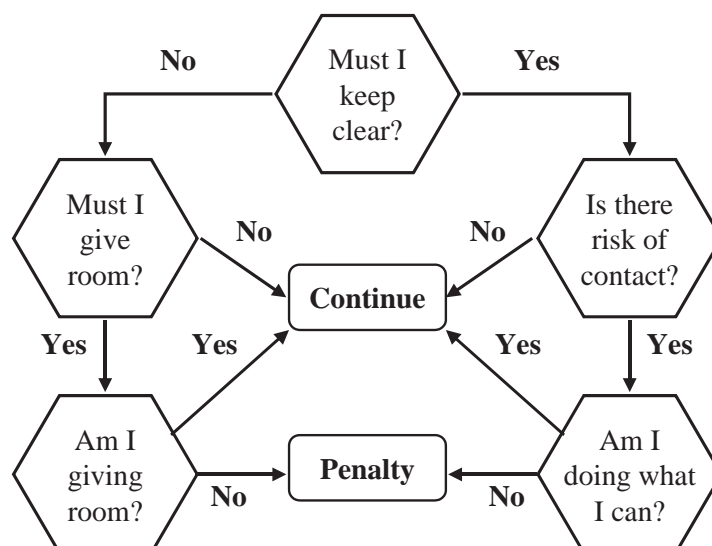 No
Must I
keep
clear?
Yes
Must I
give
room?
No
No
Is there
risk of
contact?
Continue
Yes
Yes
Yes
Yes
Am I
giving
room?
No
Penalty
No
Am I
doing what
I can?